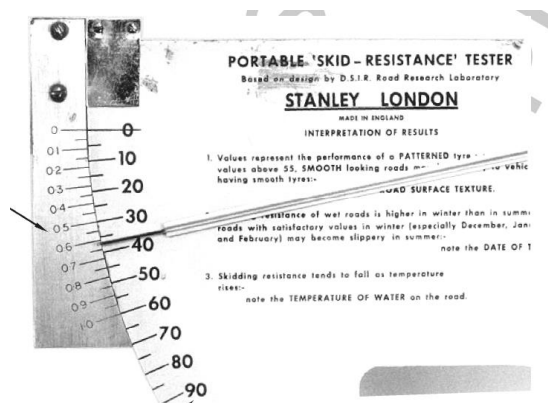 PORTABLE 'SKID-RESISTANCE' TESTER
Based on design by D.S.I.R. Road Research Laboratory
STANLEY LONDON
MADE IN ENGLAND
INTERPRETATION OF RESULTS
1. Values represent the performance of a PATTERNED tyre
values above 55, SMOOTH looking roads
having smooth tyres:-
SURFACE TEXTURE.
resistance of wet roads is higher in winter than in
roads with satisfactory values in winter (especially December,
and February) may become slippery in summer:-
note the DATE OF
3. Skidding resistance tends to fall as temperature
rises:-
note the TEMPERATURE OF WATER on the road.
0 0
0·1 10
0·2 20
0·3
0·4 30
0·5
0·6 40
0·7 50
0·8
0·9 60
1·0
70
80
90